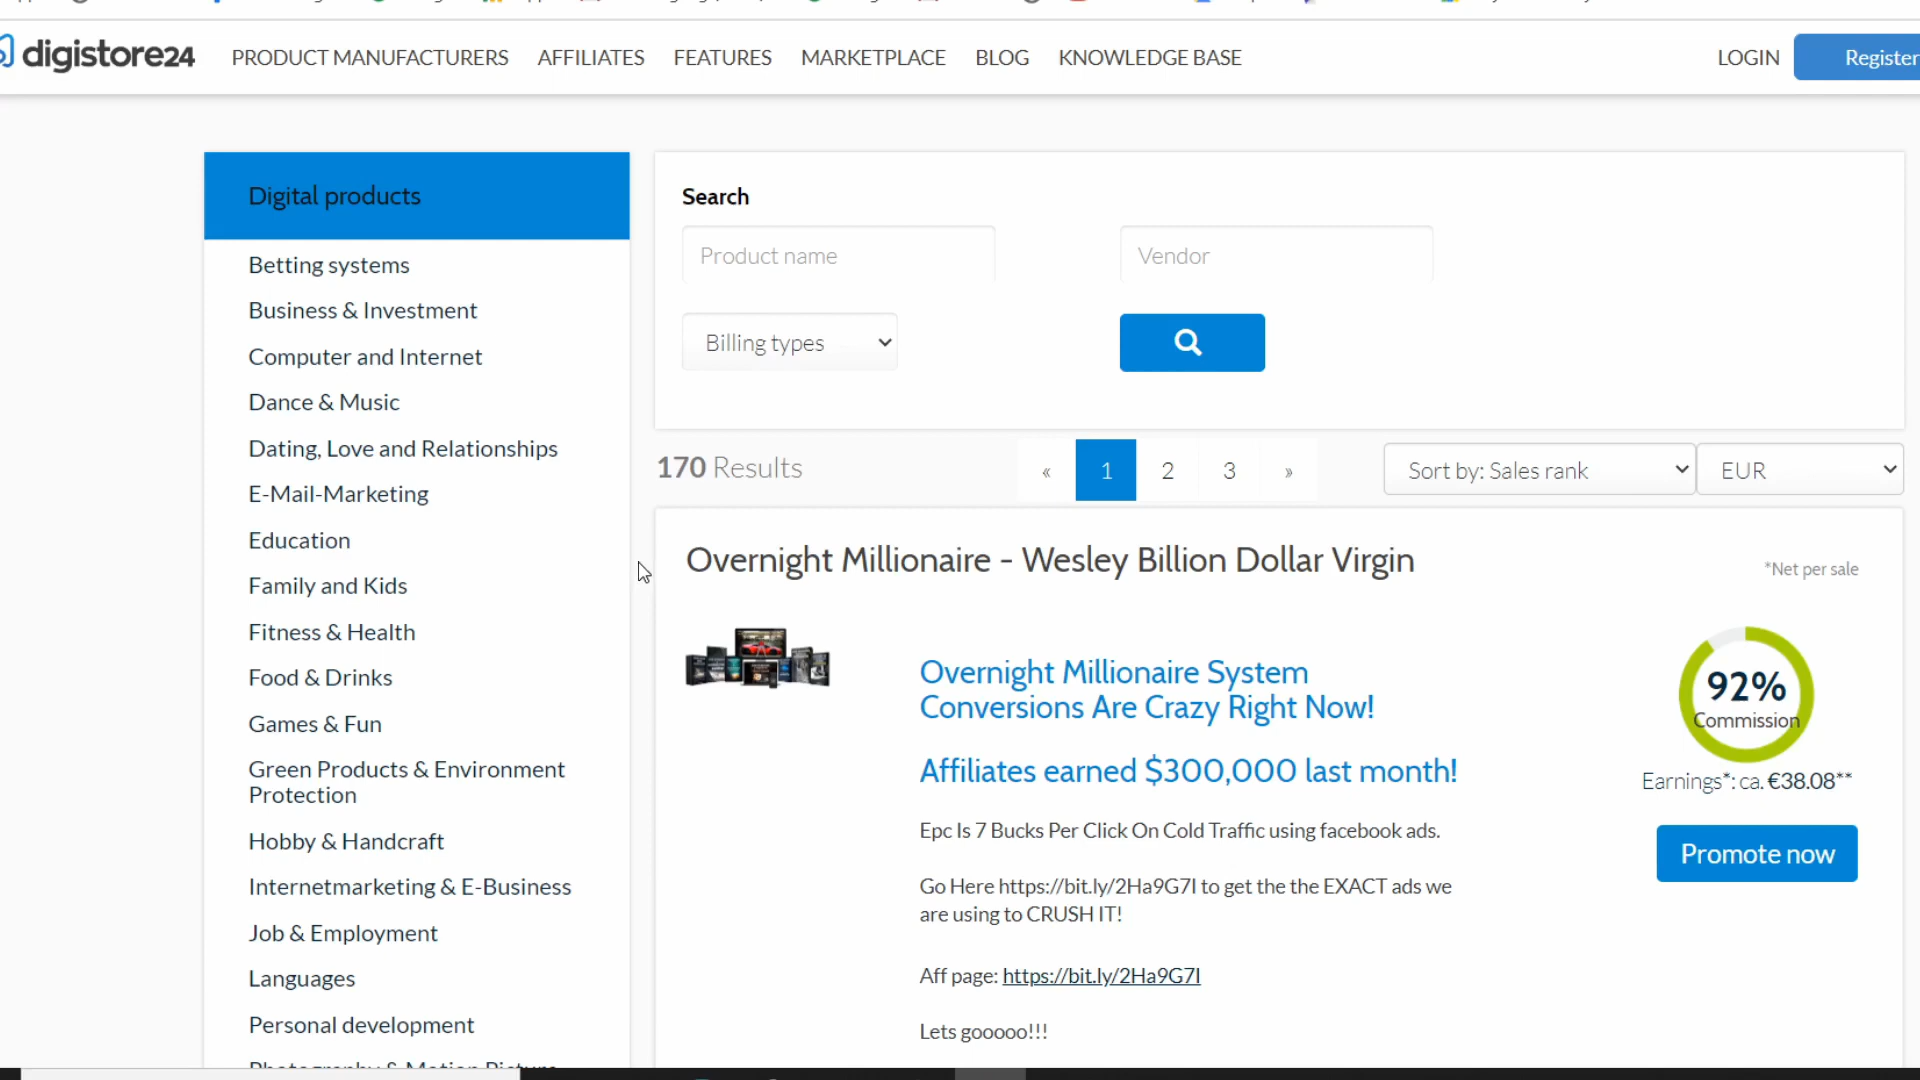 digistore24 PRODUCT MANUFACTURERS AFFILIATES FEATURES MARKETPLACE BLOG KNOWLEDGE BASE LOGIN Register
Digital products
Betting systems
Business & Investment
Computer and Internet
Dance & Music
Dating, Love and Relationships
E-Mail-Marketing
Education
Family and Kids
Fitness & Health
Food & Drinks
Games & Fun
Green Products & Environment
Protection
Hobby & Handcraft
Internetmarketing & E-Business
Job & Employment
Languages
Personal development
Photography & Motion Picture
Search
Product name Vendor
Billing types
170 Results « 1 2 3 » Sort by: Sales rank EUR
Overnight Millionaire - Wesley Billion Dollar Virgin
*Net per sale
Overnight Millionaire System
Conversions Are Crazy Right Now!
Affiliates earned $300,000 last month!
Epc Is 7 Bucks Per Click On Cold Traffic using facebook ads.
Go Here https://bit.ly/2Ha9G7I to get the the EXACT ads we
are using to CRUSH IT!
Aff page: https://bit.ly/2Ha9G7I
Lets gooooo!!!
92%
Commission
Earnings*: ca. €38.08**
Promote now